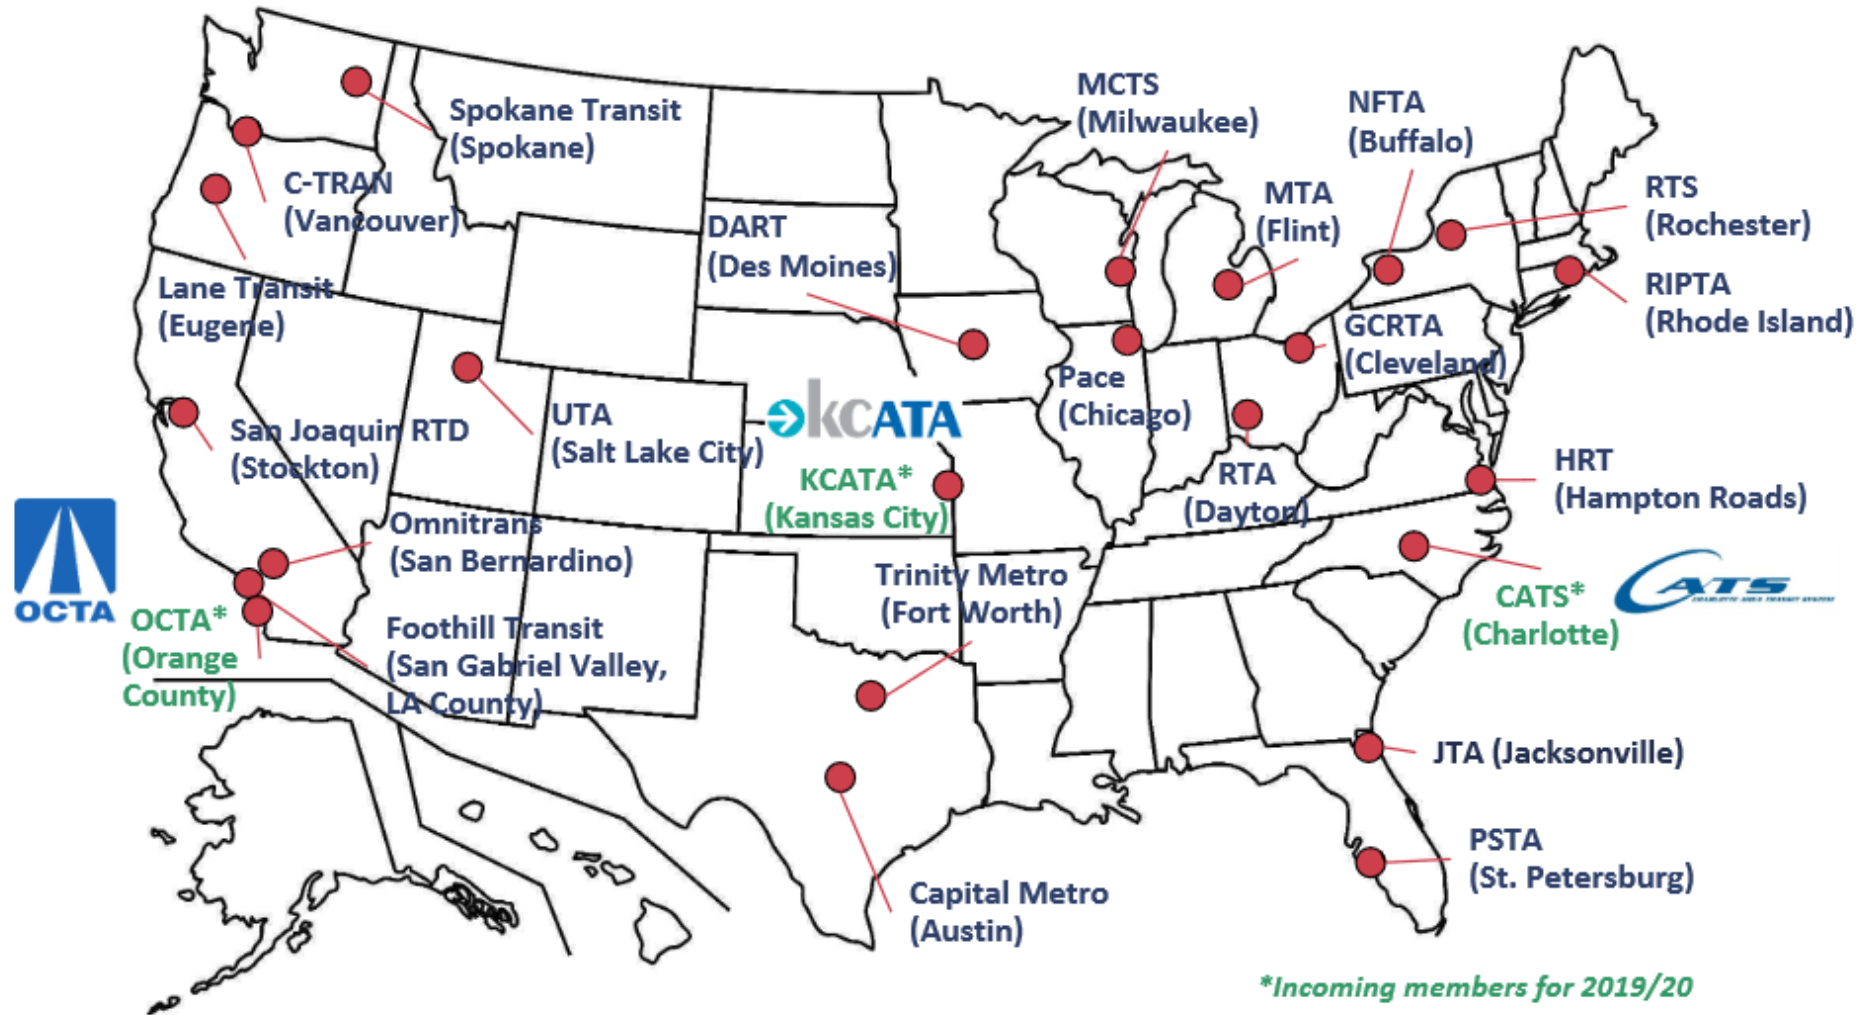 Spokane Transit
(Spokane)
C-TRAN
(Vancouver)
Lane Transit
(Eugene)
San Joaquin RTD
(Stockton)
UTA
(Salt Lake City)
DART
(Des Moines)
MCTS
(Milwaukee)
MTA
(Flint)
NFTA
(Buffalo)
RTS
(Rochester)
RIPTA
(Rhode Island)
GCRTA
(Cleveland)
Pace
(Chicago)
RTA
(Dayton)
HRT
(Hampton Roads)
kcATA
KCATA*
(Kansas City)
OCTA
OCTA*
(Orange
County)
Omnitrans
(San Bernardino)
Foothill Transit
(San Gabriel Valley,
LA County)
Trinity Metro
(Fort Worth)
CATS*
(Charlotte)
CATS
CHARLOTTE AREA TRANSIT SYSTEM
JTA (Jacksonville)
PSTA
(St. Petersburg)
Capital Metro
(Austin)
*Incoming members for 2019/20